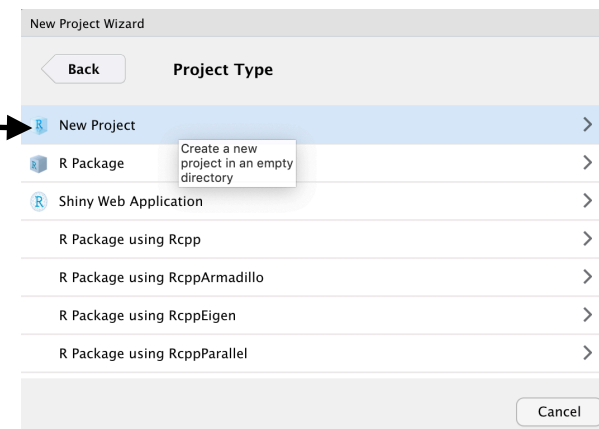 New Project Wizard
Back
Project Type
R New Project
Create a new
project in an empty
directory
R R Package
R Shiny Web Application
R Package using Rcpp
R Package using RcppArmadillo
R Package using RcppEigen
R Package using RcppParallel
Cancel